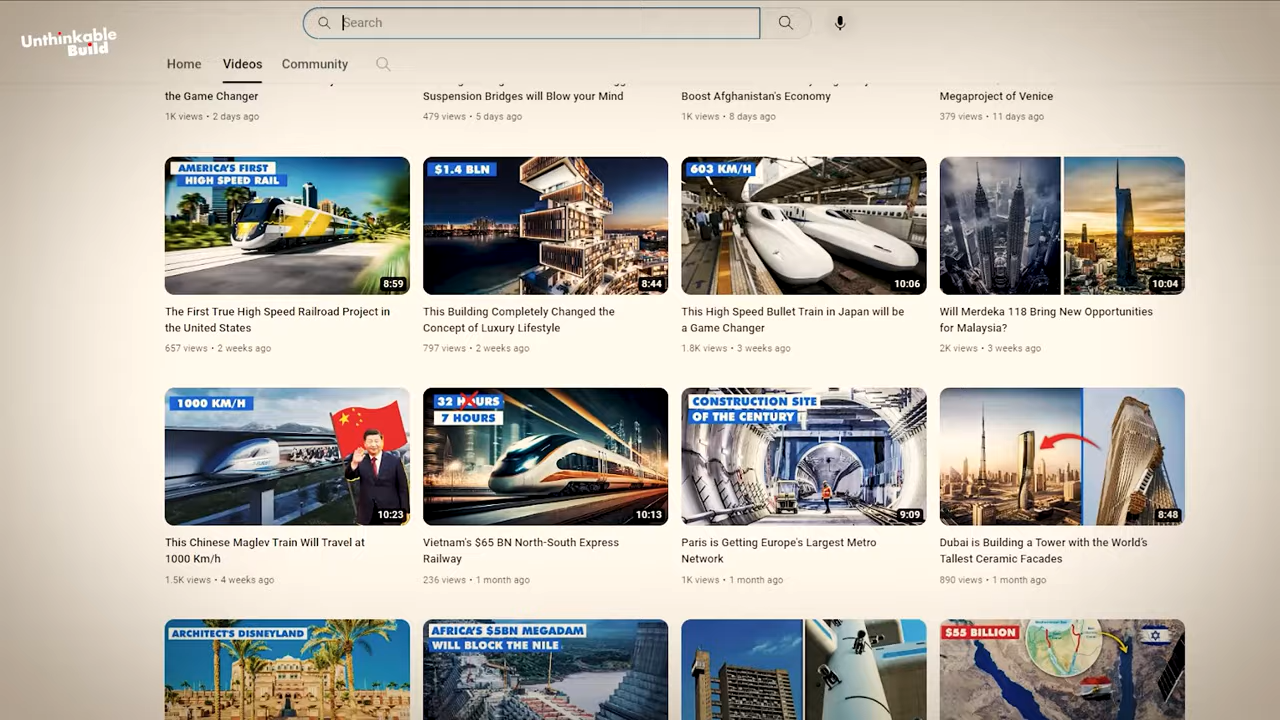 Unthinkable
Build
Search
Home Videos Community
the Game Changer
1K views • 2 days ago
Suspension Bridges will Blow your Mind
479 views • 5 days ago
Boost Afghanistan's Economy
1K views • 8 days ago
Megaproject of Venice
379 views • 11 days ago
AMERICA'S FIRST
HIGH SPEED RAIL
8:59
The First True High Speed Railroad Project in
the United States
657 views • 2 weeks ago
$1.4 BLN
8:44
This Building Completely Changed the
Concept of Luxury Lifestyle
797 views • 2 weeks ago
603 KM/H
10:06
This High Speed Bullet Train in Japan will be
a Game Changer
1.8K views • 3 weeks ago
10:04
Will Merdeka 118 Bring New Opportunities
for Malaysia?
2K views • 3 weeks ago
1000 KM/H
10:23
This Chinese Maglev Train Will Travel at
1000 Km/h
1.5K views • 4 weeks ago
32 HOURS
7 HOURS
10:13
Vietnam's $65 BN North-South Express
Railway
236 views • 1 month ago
CONSTRUCTION SITE
OF THE CENTURY
9:09
Paris is Getting Europe's Largest Metro
Network
1K views • 1 month ago
8:48
Dubai is Building a Tower with the World's
Tallest Ceramic Facades
890 views • 1 month ago
ARCHITECT'S DISNEYLAND
AFRICA'S $5BN MEGADAM
WILL BLOCK THE NILE
$55 BILLION